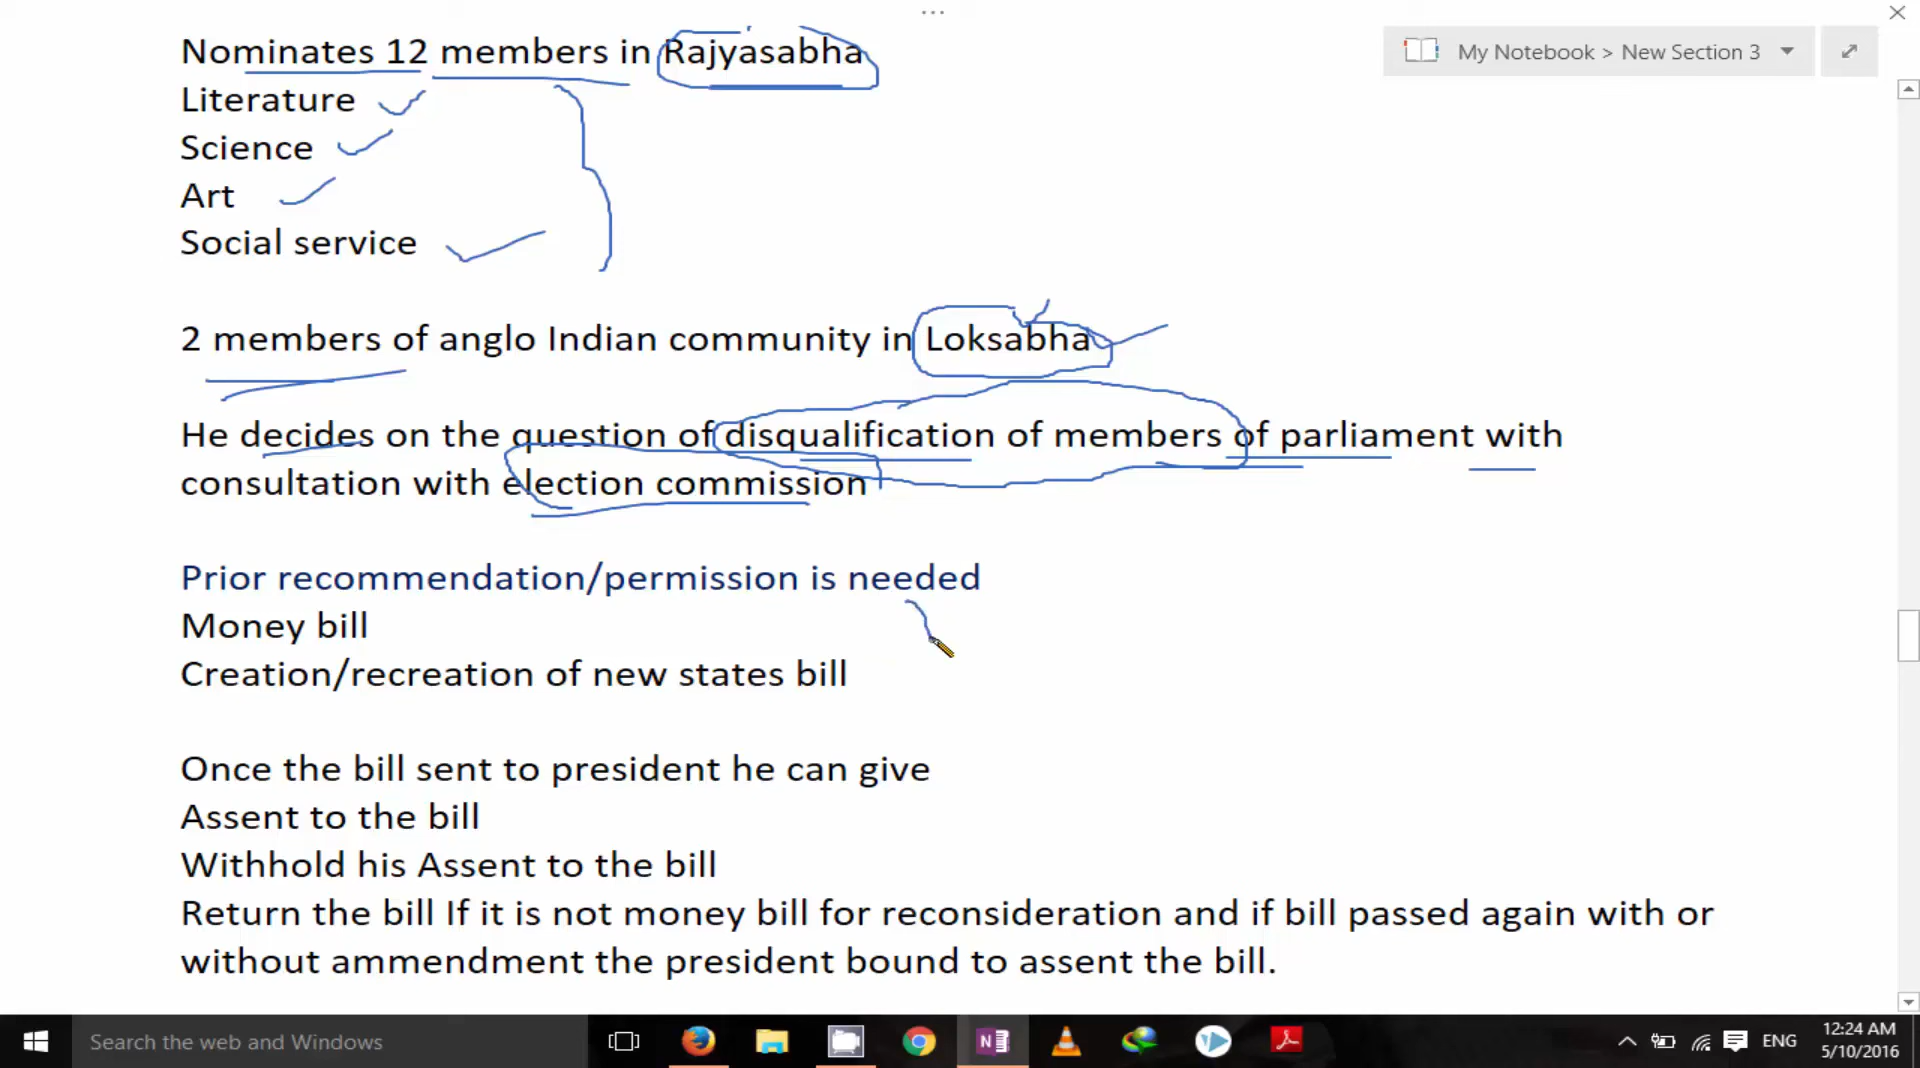 Nominates 12 members in Rajyasabha
My Notebook > New Section 3
Literature
Science
Art
Social service
2 members of anglo Indian community in Loksabha
He decides on the question of disqualification of members of parliament with
consultation with election commission
Prior recommendation/permission is needed
Money bill
Creation/recreation of new states bill
Once the bill sent to president he can give
Assent to the bill
Withhold his Assent to the bill
Return the bill If it is not money bill for reconsideration and if bill passed again with or
without ammendment the president bound to assent the bill.
Search the web and Windows
ENG
12:24 AM
5/10/2016